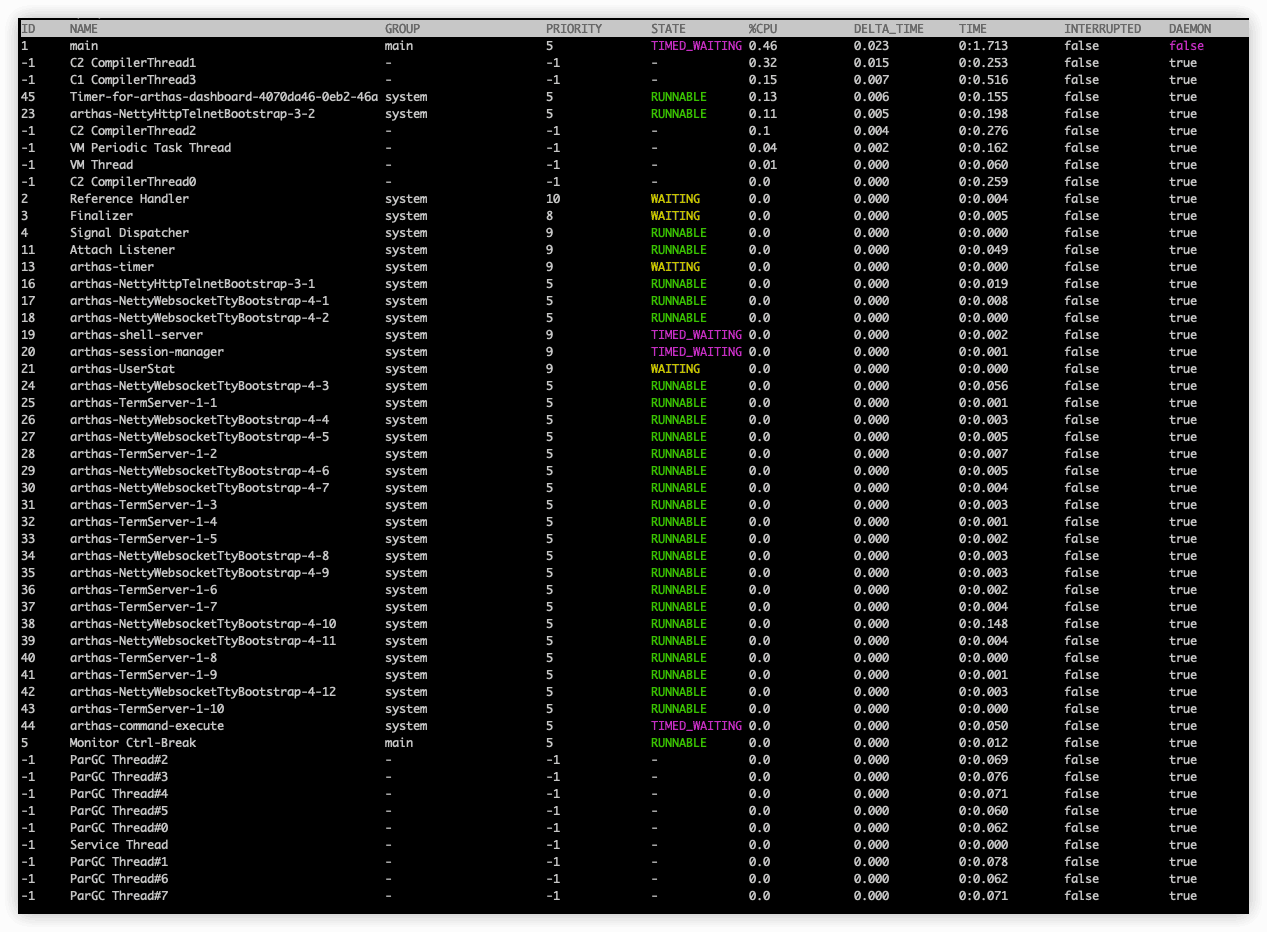 ID NAME GROUP PRIORITY STATE %CPU DELTA_TIME TIME INTERRUPTED DAEMON
1 main main 5 TIMED_WAITING 0.46 0.023 0:1.713 false false
-1 C2 CompilerThread1 - -1 - 0.32 0.015 0:0.253 false true
-1 C1 CompilerThread3 - -1 - 0.15 0.007 0:0.516 false true
45 Timer-for-arthas-dashboard-4070da46-0eb2-46a system 5 RUNNABLE 0.13 0.006 0:0.155 false true
23 arthas-NettyHttpTelnetBootstrap-3-2 system 5 RUNNABLE 0.11 0.005 0:0.198 false true
-1 C2 CompilerThread2 - -1 - 0.1 0.004 0:0.276 false true
-1 VM Periodic Task Thread - -1 - 0.04 0.002 0:0.162 false true
-1 VM Thread - -1 - 0.01 0.000 0:0.060 false true
-1 C2 CompilerThread0 - -1 - 0.0 0.000 0:0.259 false true
2 Reference Handler system 10 WAITING 0.0 0.000 0:0.004 false true
3 Finalizer system 8 WAITING 0.0 0.000 0:0.005 false true
4 Signal Dispatcher system 9 RUNNABLE 0.0 0.000 0:0.000 false true
11 Attach Listener system 9 RUNNABLE 0.0 0.000 0:0.049 false true
13 arthas-timer system 9 WAITING 0.0 0.000 0:0.000 false true
16 arthas-NettyHttpTelnetBootstrap-3-1 system 5 RUNNABLE 0.0 0.000 0:0.019 false true
17 arthas-NettyWebsocketTtyBootstrap-4-1 system 5 RUNNABLE 0.0 0.000 0:0.008 false true
18 arthas-NettyWebsocketTtyBootstrap-4-2 system 5 RUNNABLE 0.0 0.000 0:0.000 false true
19 arthas-shell-server system 9 TIMED_WAITING 0.0 0.000 0:0.002 false true
20 arthas-session-manager system 9 TIMED_WAITING 0.0 0.000 0:0.001 false true
21 arthas-UserStat system 9 WAITING 0.0 0.000 0:0.000 false true
24 arthas-NettyWebsocketTtyBootstrap-4-3 system 5 RUNNABLE 0.0 0.000 0:0.056 false true
25 arthas-TermServer-1-1 system 5 RUNNABLE 0.0 0.000 0:0.001 false true
26 arthas-NettyWebsocketTtyBootstrap-4-4 system 5 RUNNABLE 0.0 0.000 0:0.003 false true
27 arthas-NettyWebsocketTtyBootstrap-4-5 system 5 RUNNABLE 0.0 0.000 0:0.005 false true
28 arthas-TermServer-1-2 system 5 RUNNABLE 0.0 0.000 0:0.007 false true
29 arthas-NettyWebsocketTtyBootstrap-4-6 system 5 RUNNABLE 0.0 0.000 0:0.005 false true
30 arthas-NettyWebsocketTtyBootstrap-4-7 system 5 RUNNABLE 0.0 0.000 0:0.004 false true
31 arthas-TermServer-1-3 system 5 RUNNABLE 0.0 0.000 0:0.003 false true
32 arthas-TermServer-1-4 system 5 RUNNABLE 0.0 0.000 0:0.001 false true
33 arthas-TermServer-1-5 system 5 RUNNABLE 0.0 0.000 0:0.002 false true
34 arthas-NettyWebsocketTtyBootstrap-4-8 system 5 RUNNABLE 0.0 0.000 0:0.003 false true
35 arthas-NettyWebsocketTtyBootstrap-4-9 system 5 RUNNABLE 0.0 0.000 0:0.003 false true
36 arthas-TermServer-1-6 system 5 RUNNABLE 0.0 0.000 0:0.002 false true
37 arthas-TermServer-1-7 system 5 RUNNABLE 0.0 0.000 0:0.004 false true
38 arthas-NettyWebsocketTtyBootstrap-4-10 system 5 RUNNABLE 0.0 0.000 0:0.148 false true
39 arthas-NettyWebsocketTtyBootstrap-4-11 system 5 RUNNABLE 0.0 0.000 0:0.004 false true
40 arthas-TermServer-1-8 system 5 RUNNABLE 0.0 0.000 0:0.000 false true
41 arthas-TermServer-1-9 system 5 RUNNABLE 0.0 0.000 0:0.001 false true
42 arthas-NettyWebsocketTtyBootstrap-4-12 system 5 RUNNABLE 0.0 0.000 0:0.003 false true
43 arthas-TermServer-1-10 system 5 RUNNABLE 0.0 0.000 0:0.000 false true
44 arthas-command-execute system 5 TIMED_WAITING 0.0 0.000 0:0.050 false true
5 Monitor Ctrl-Break main 5 RUNNABLE 0.0 0.000 0:0.012 false true
-1 ParGC Thread#2 - -1 - 0.0 0.000 0:0.069 false true
-1 ParGC Thread#3 - -1 - 0.0 0.000 0:0.076 false true
-1 ParGC Thread#4 - -1 - 0.0 0.000 0:0.071 false true
-1 ParGC Thread#5 - -1 - 0.0 0.000 0:0.060 false true
-1 ParGC Thread#0 - -1 - 0.0 0.000 0:0.062 false true
-1 Service Thread - -1 - 0.0 0.000 0:0.000 false true
-1 ParGC Thread#1 - -1 - 0.0 0.000 0:0.078 false true
-1 ParGC Thread#6 - -1 - 0.0 0.000 0:0.062 false true
-1 ParGC Thread#7 - -1 - 0.0 0.000 0:0.071 false true